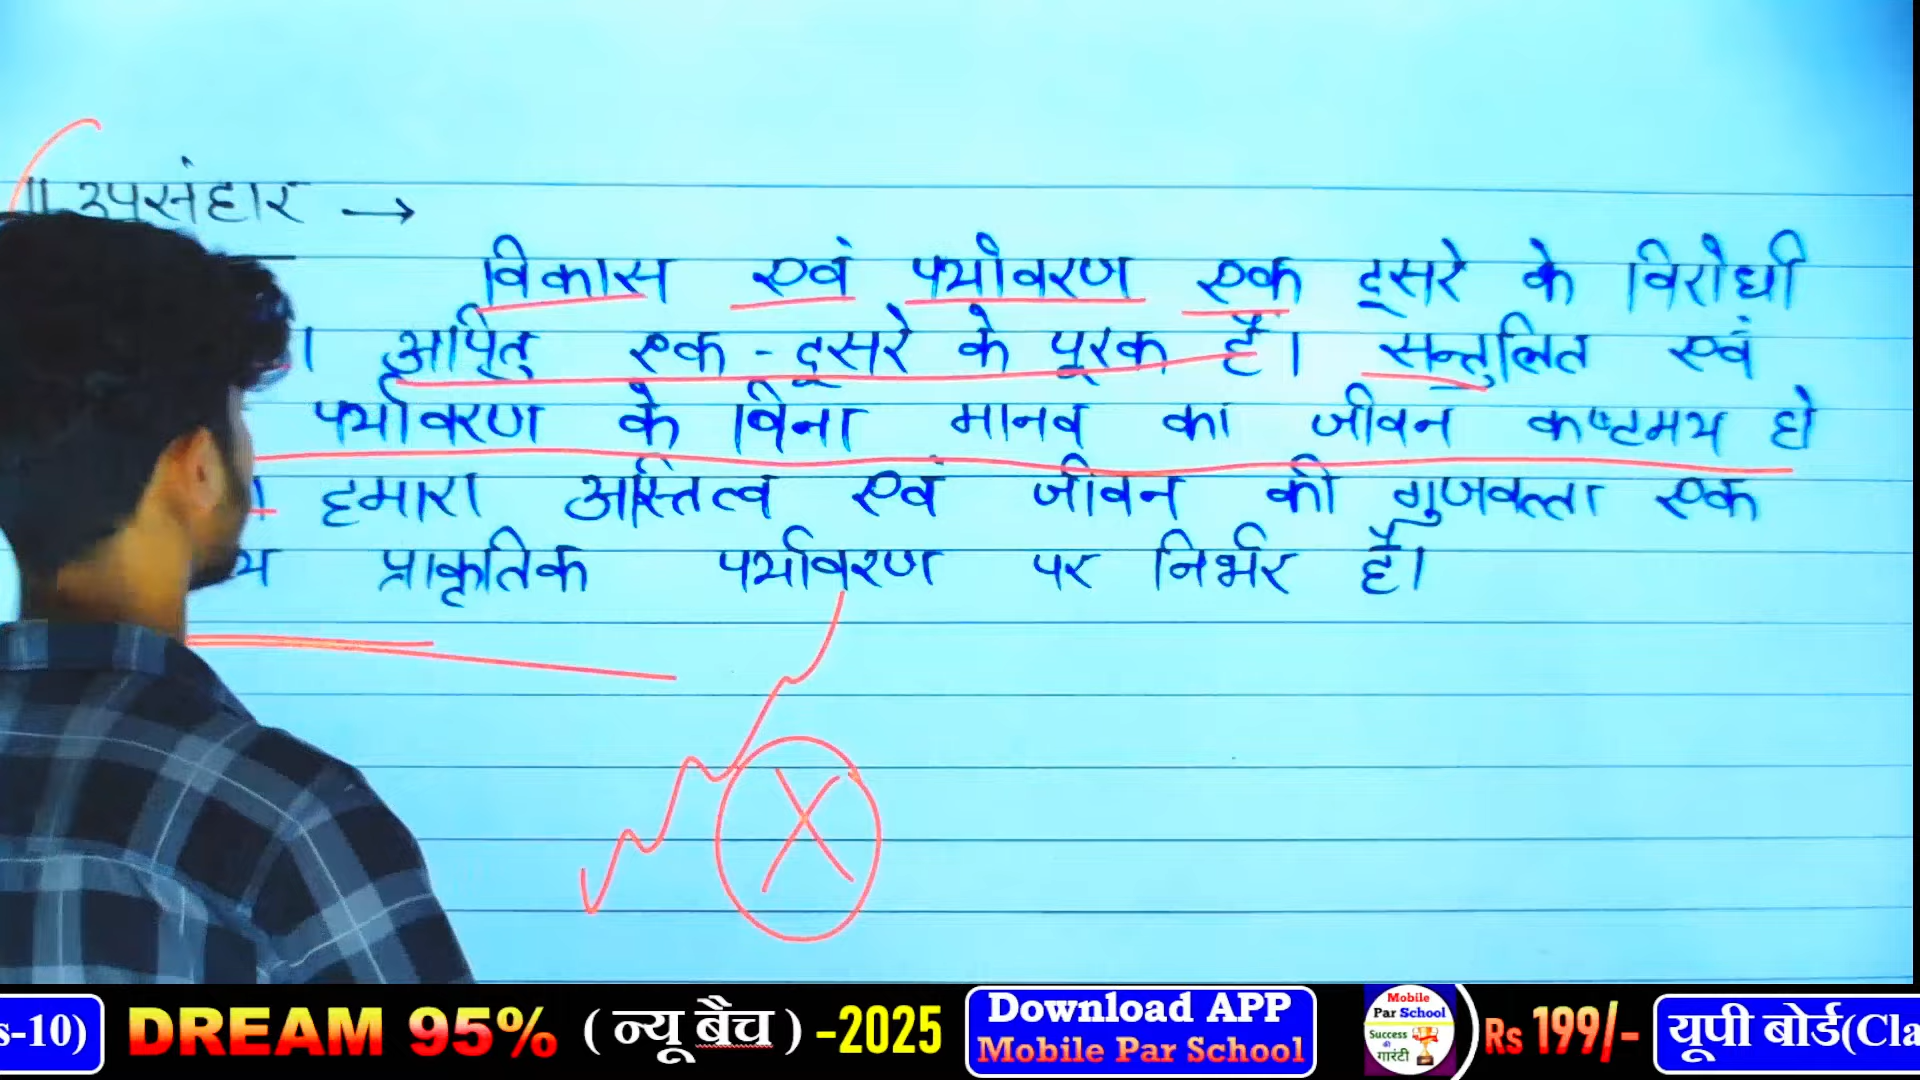 उपसंहार →
विकास एवं पर्यावरण एक दूसरे के विरोधी
। अपितु एक-दूसरे के पूरक है। सन्तुलित एवं
पर्यावरण के बिना मानव का जीवन कष्टमय हो
हमारा अस्तित्व एवं जीवन की गुणवत्ता एक
य प्राकृतिक पर्यावरण पर निर्भर है।
s-10) DREAM 95% (न्यू बैच) -2025 Download APP Mobile Par School Mobile Par School Success की गारंटी Rs 199/- यूपी बोर्ड(Cla